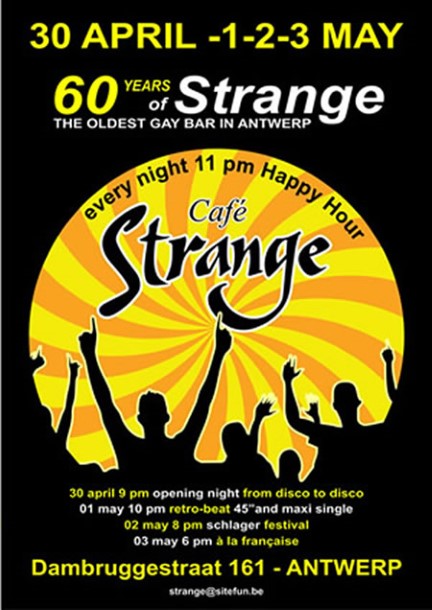 30 APRIL -1-2-3 MAY
60 YEARS of Strange
THE OLDEST GAY BAR IN ANTWERP
every night 11 pm Happy Hour
Café
Strange
30 april 9 pm opening night from disco to disco
01 may 10 pm retro-beat 45"and maxi single
02 may 8 pm schlager festival
03 may 6 pm à la française
Dambruggestraat 161 - ANTWERP
strange@sitefun.be